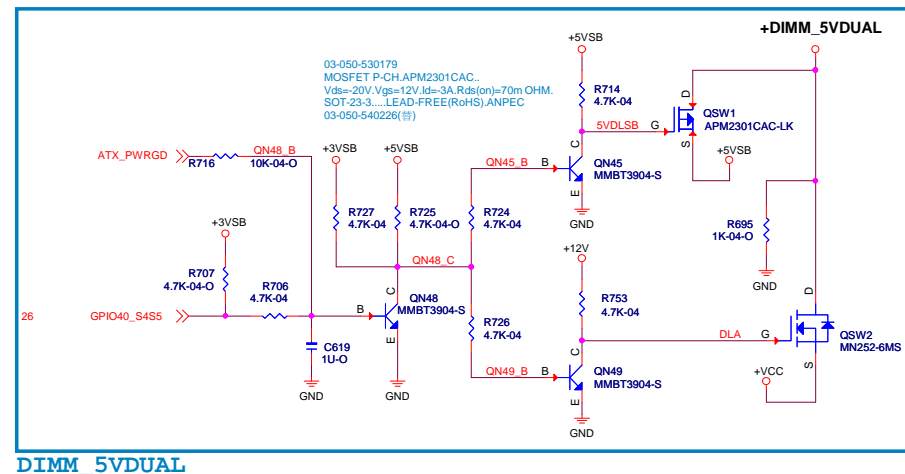 +DIMM_5VDUAL
+5VSB
03-050-530179
MOSFET P-CH.APM2301CAC..
Vds=-20V.Vgs=12V.Id=-3A.Rds(on)=70m OHM.
SOT-23-3.....LEAD-FREE(RoHS).ANPEC
03-050-540226(替)
R714
4.7K-04
D
QSW1
APM2301CAC-LK
5VDLSB
G
S
+5VSB
ATX_PWRGD
QN48_B
R716
10K-04-O
+3VSB
+5VSB
QN45_B
B
C
E
QN45
MMBT3904-S
GND
+3VSB
R727
4.7K-04
R725
4.7K-04-O
R724
4.7K-04
R695
1K-04-O
GND
+12V
QN48_C
R707
4.7K-04-O
R706
4.7K-04
R753
4.7K-04
26
GPIO40_S4S5
B
C
E
QN48
MMBT3904-S
R726
4.7K-04
DLA
G
D
S
QSW2
MN252-6MS
C619
1U-O
QN49_B
B
C
E
QN49
MMBT3904-S
+VCC
GND
GND
GND
DIMM_5VDUAL